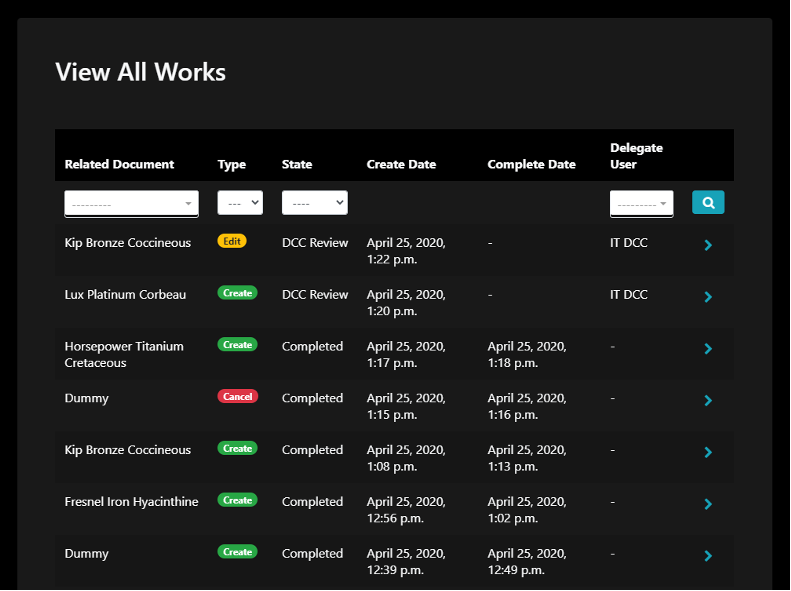 View All Works
Related Document Type State Create Date Complete Date Delegate User
--------- --- ---- ---------
Kip Bronze Coccineous Edit DCC Review April 25, 2020, 1:22 p.m. - IT DCC
Lux Platinum Corbeau Create DCC Review April 25, 2020, 1:20 p.m. - IT DCC
Horsepower Titanium Cretaceous Create Completed April 25, 2020, 1:17 p.m. April 25, 2020, 1:18 p.m. -
Dummy Cancel Completed April 25, 2020, 1:15 p.m. April 25, 2020, 1:16 p.m. -
Kip Bronze Coccineous Create Completed April 25, 2020, 1:08 p.m. April 25, 2020, 1:13 p.m. -
Fresnel Iron Hyacinthine Create Completed April 25, 2020, 12:56 p.m. April 25, 2020, 1:02 p.m. -
Dummy Create Completed April 25, 2020, 12:39 p.m. April 25, 2020, 12:49 p.m. -